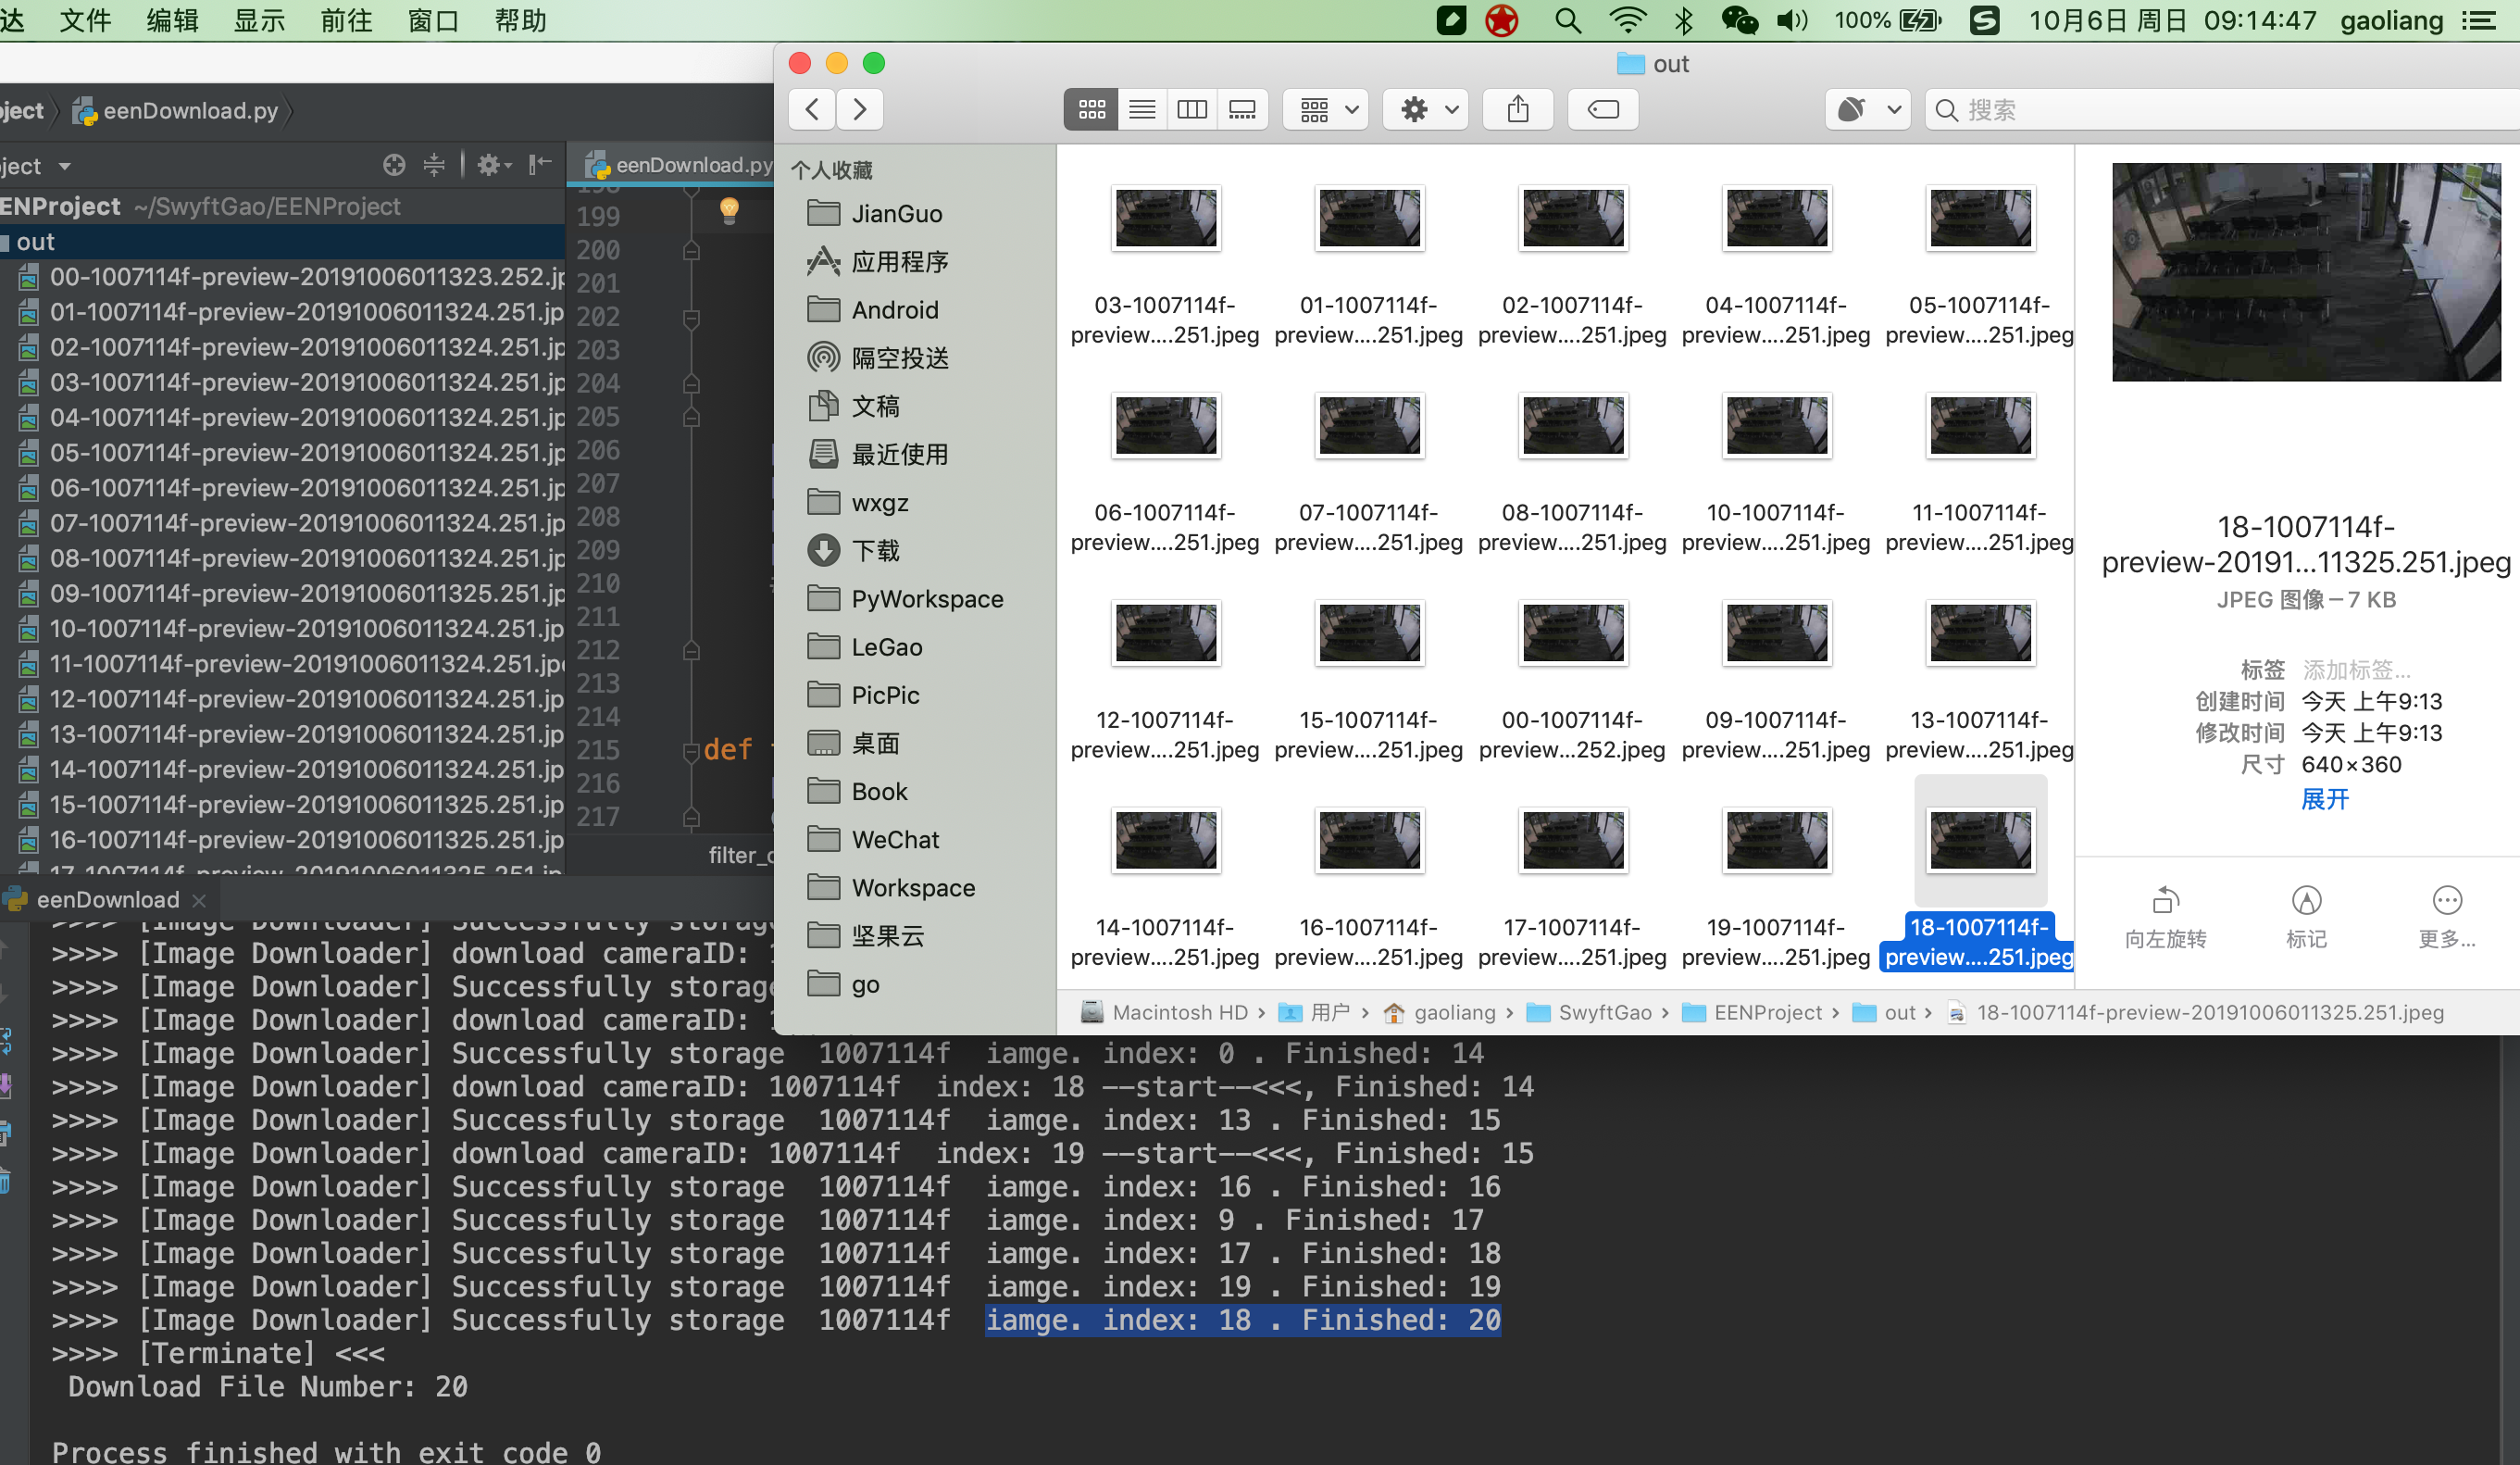 达 文件 编辑 显示 前往 窗口 帮助
100% 10月6日 周日 09:14:47 gaoliang
out
搜索
ject eenDownload.py
ject
eenDownload.py
ENProject ~/SwyftGao/EENProject
out
00-1007114f-preview-20191006011323.252.jp
01-1007114f-preview-20191006011324.251.jp
02-1007114f-preview-20191006011324.251.jp
03-1007114f-preview-20191006011324.251.jp
04-1007114f-preview-20191006011324.251.jp
05-1007114f-preview-20191006011324.251.jp
06-1007114f-preview-20191006011324.251.jp
07-1007114f-preview-20191006011324.251.jp
08-1007114f-preview-20191006011324.251.jp
09-1007114f-preview-20191006011325.251.jp
10-1007114f-preview-20191006011324.251.jp
11-1007114f-preview-20191006011324.251.jp
12-1007114f-preview-20191006011324.251.jp
13-1007114f-preview-20191006011324.251.jp
14-1007114f-preview-20191006011324.251.jp
15-1007114f-preview-20191006011325.251.jp
16-1007114f-preview-20191006011325.251.jp
17-1007114f-preview-20191006011325.251.jp
198
199
200
201
202
203
204
205
206
207
208
209
210
211
212
213
214
215 def
216
217
filter_
个人收藏
JianGuo
应用程序
Android
隔空投送
文稿
最近使用
wxgz
下载
PyWorkspace
LeGao
PicPic
桌面
Book
WeChat
Workspace
坚果云
go
03-1007114f-
preview....251.jpeg
01-1007114f-
preview....251.jpeg
02-1007114f-
preview....251.jpeg
04-1007114f-
preview....251.jpeg
05-1007114f-
preview....251.jpeg
06-1007114f-
preview....251.jpeg
07-1007114f-
preview....251.jpeg
08-1007114f-
preview....251.jpeg
10-1007114f-
preview....251.jpeg
11-1007114f-
preview....251.jpeg
12-1007114f-
preview....251.jpeg
15-1007114f-
preview....251.jpeg
00-1007114f-
preview....252.jpeg
09-1007114f-
preview....251.jpeg
13-1007114f-
preview....251.jpeg
14-1007114f-
preview....251.jpeg
16-1007114f-
preview....251.jpeg
17-1007114f-
preview....251.jpeg
19-1007114f-
preview....251.jpeg
18-1007114f-
preview....251.jpeg
18-1007114f-
preview-20191...11325.251.jpeg
JPEG 图像 – 7 KB
标签 添加标签...
创建时间 今天 上午9:13
修改时间 今天 上午9:13
尺寸 640×360
展开
向左旋转 标记 更多...
Macintosh HD › 用户 › gaoliang › SwyftGao › EENProject › out › 18-1007114f-preview-20191006011325.251.jpeg
eenDownload
>>>> [Image Downloader] Successfully storage
>>>> [Image Downloader] download cameraID: 1
>>>> [Image Downloader] Successfully storage
>>>> [Image Downloader] download cameraID: 1
>>>> [Image Downloader] Successfully storage 1007114f iamge. index: 0 . Finished: 14
>>>> [Image Downloader] download cameraID: 1007114f index: 18 --start--<<<, Finished: 14
>>>> [Image Downloader] Successfully storage 1007114f iamge. index: 13 . Finished: 15
>>>> [Image Downloader] download cameraID: 1007114f index: 19 --start--<<<, Finished: 15
>>>> [Image Downloader] Successfully storage 1007114f iamge. index: 16 . Finished: 16
>>>> [Image Downloader] Successfully storage 1007114f iamge. index: 9 . Finished: 17
>>>> [Image Downloader] Successfully storage 1007114f iamge. index: 17 . Finished: 18
>>>> [Image Downloader] Successfully storage 1007114f iamge. index: 19 . Finished: 19
>>>> [Image Downloader] Successfully storage 1007114f iamge. index: 18 . Finished: 20
>>>> [Terminate] <<<
Download File Number: 20
Process finished with exit code 0